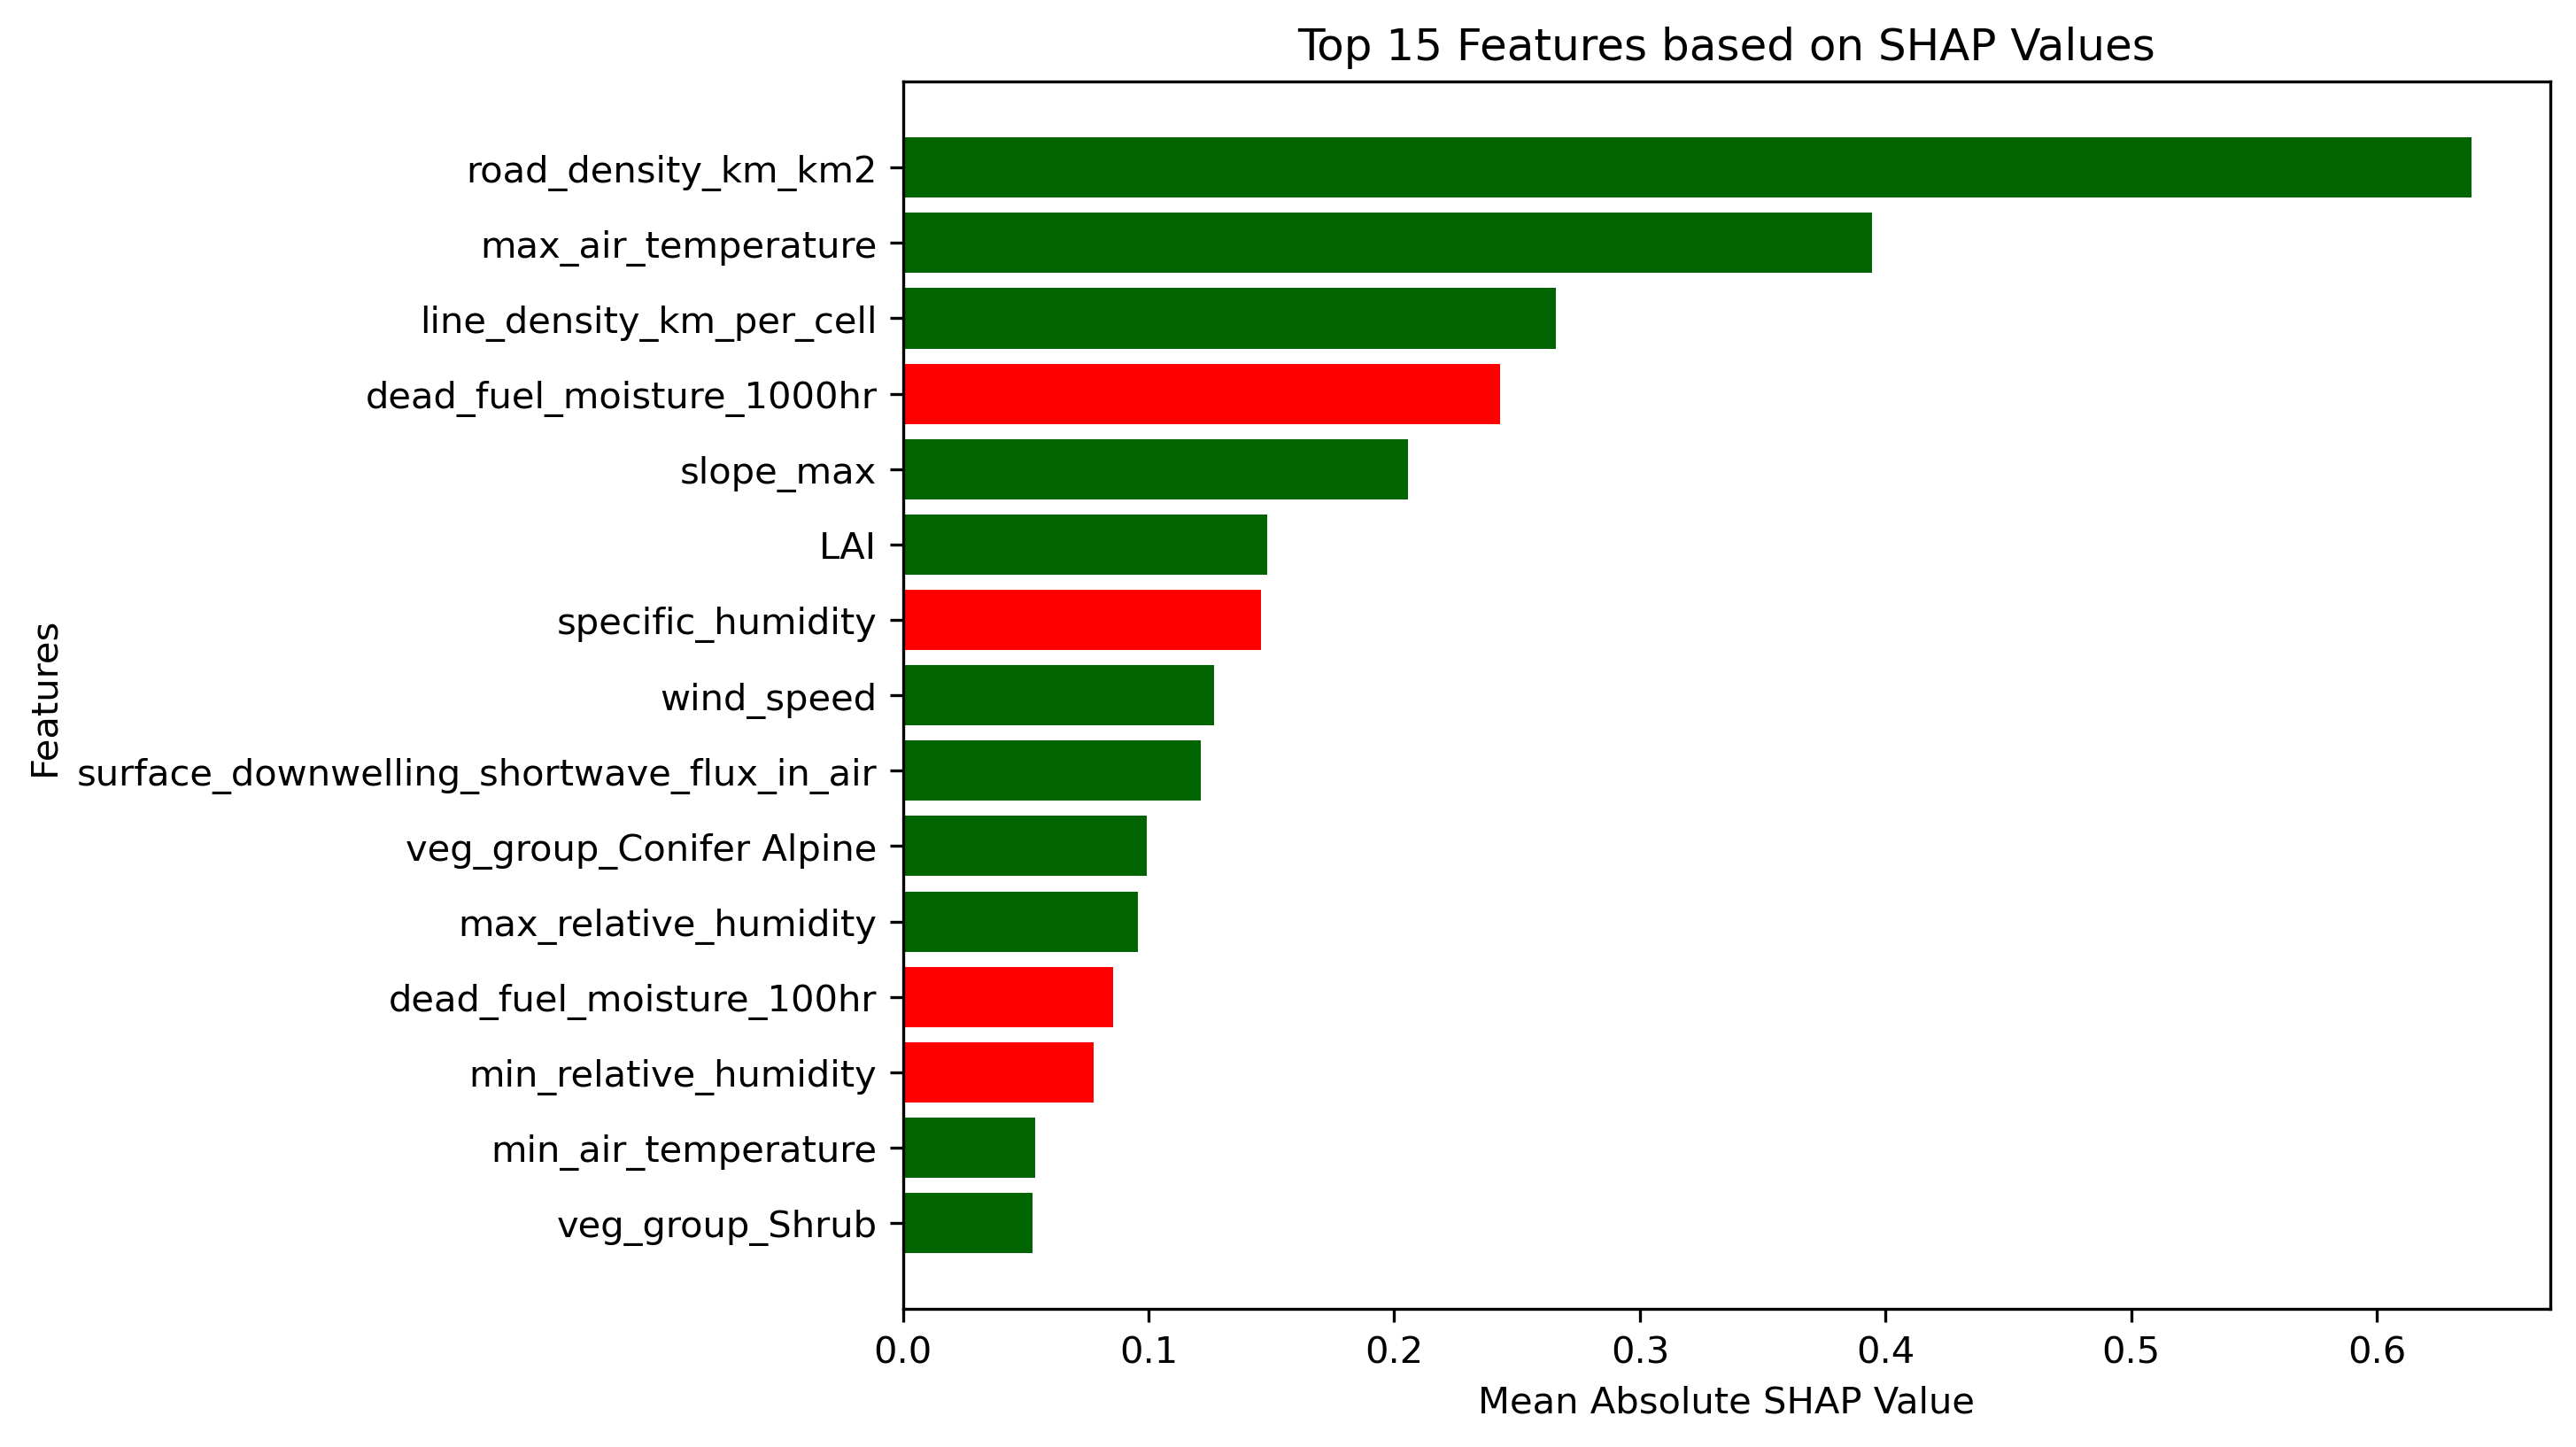 Top 15 Features based on SHAP Values
Features
road_density_km_km2
max_air_temperature
line_density_km_per_cell
dead_fuel_moisture_1000hr
slope_max
LAI
specific_humidity
wind_speed
surface_downwelling_shortwave_flux_in_air
veg_group_Conifer Alpine
max_relative_humidity
dead_fuel_moisture_100hr
min_relative_humidity
min_air_temperature
veg_group_Shrub
0.0 0.1 0.2 0.3 0.4 0.5 0.6
Mean Absolute SHAP Value